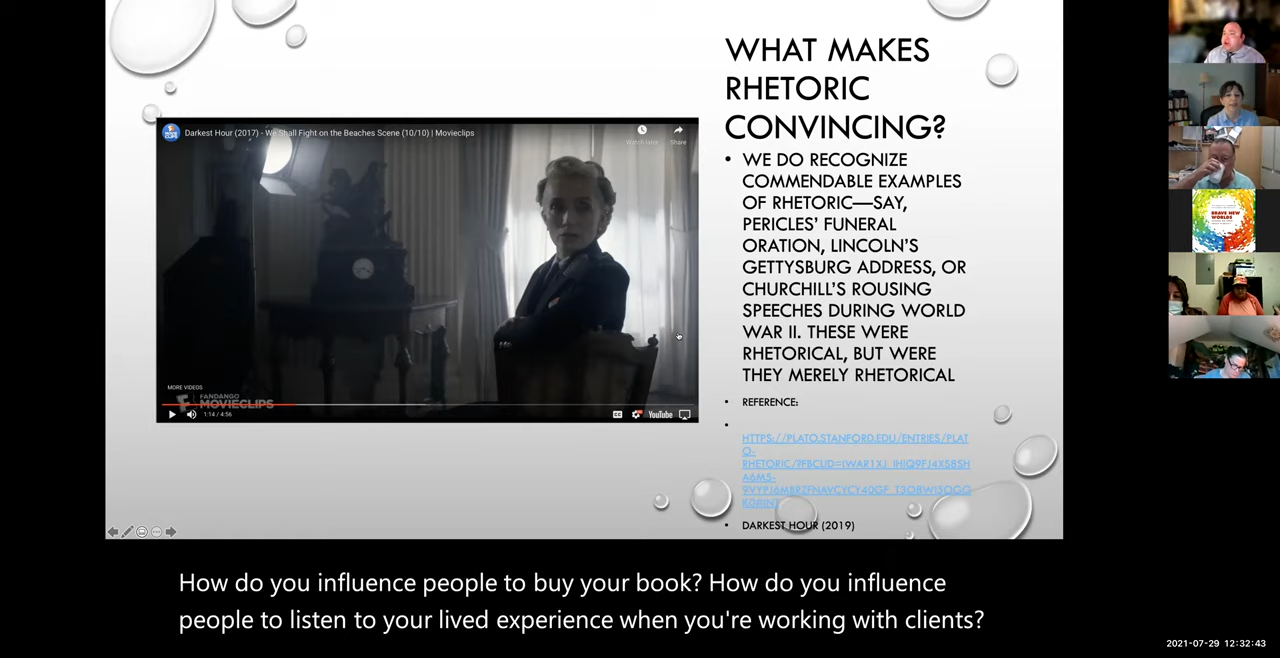 WHAT MAKES
RHETORIC
CONVINCING?
Darkest Hour (2017) - We Shall Fight on the Beaches Scene (10/10) | Movieclips
Watch later
Share
• WE DO RECOGNIZE
COMMENDABLE EXAMPLES
OF RHETORIC—SAY,
PERICLES’ FUNERAL
ORATION, LINCOLN’S
GETTYSBURG ADDRESS, OR
CHURCHILL’S ROUSING
SPEECHES DURING WORLD
WAR II. THESE WERE
RHETORICAL, BUT WERE
THEY MERELY RHETORICAL
MORE VIDEOS
FANDANGO
MOVIECLIPS
1:14 / 4:56
CC
YouTube
• REFERENCE:
•
HTTPS://PLATO.STANFORD.EDU/ENTRIES/PLAT
O-
• DARKEST HOUR (2019)
BRAVE NEW
WORLDS
How do you influence people to buy your book? How do you influence
people to listen to your lived experience when you're working with clients?
2021-07-29 12:32:43